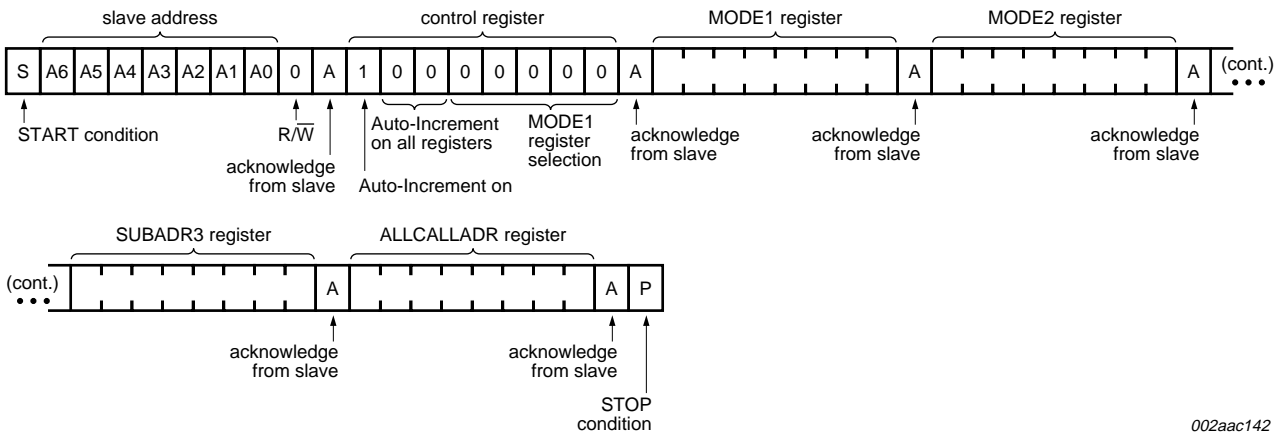 slave address control register MODE1 register MODE2 register
S A6 A5 A4 A3 A2 A1 A0 0 A 1 0 0 0 0 0 0 0 A A A (cont.)
START condition R/W̅ Auto-Increment on all registers MODE1 register selection acknowledge from slave acknowledge from slave acknowledge from slave
acknowledge from slave Auto-Increment on
SUBADR3 register ALLCALLADR register
(cont.) A A P
acknowledge from slave acknowledge from slave
STOP condition
002aac142